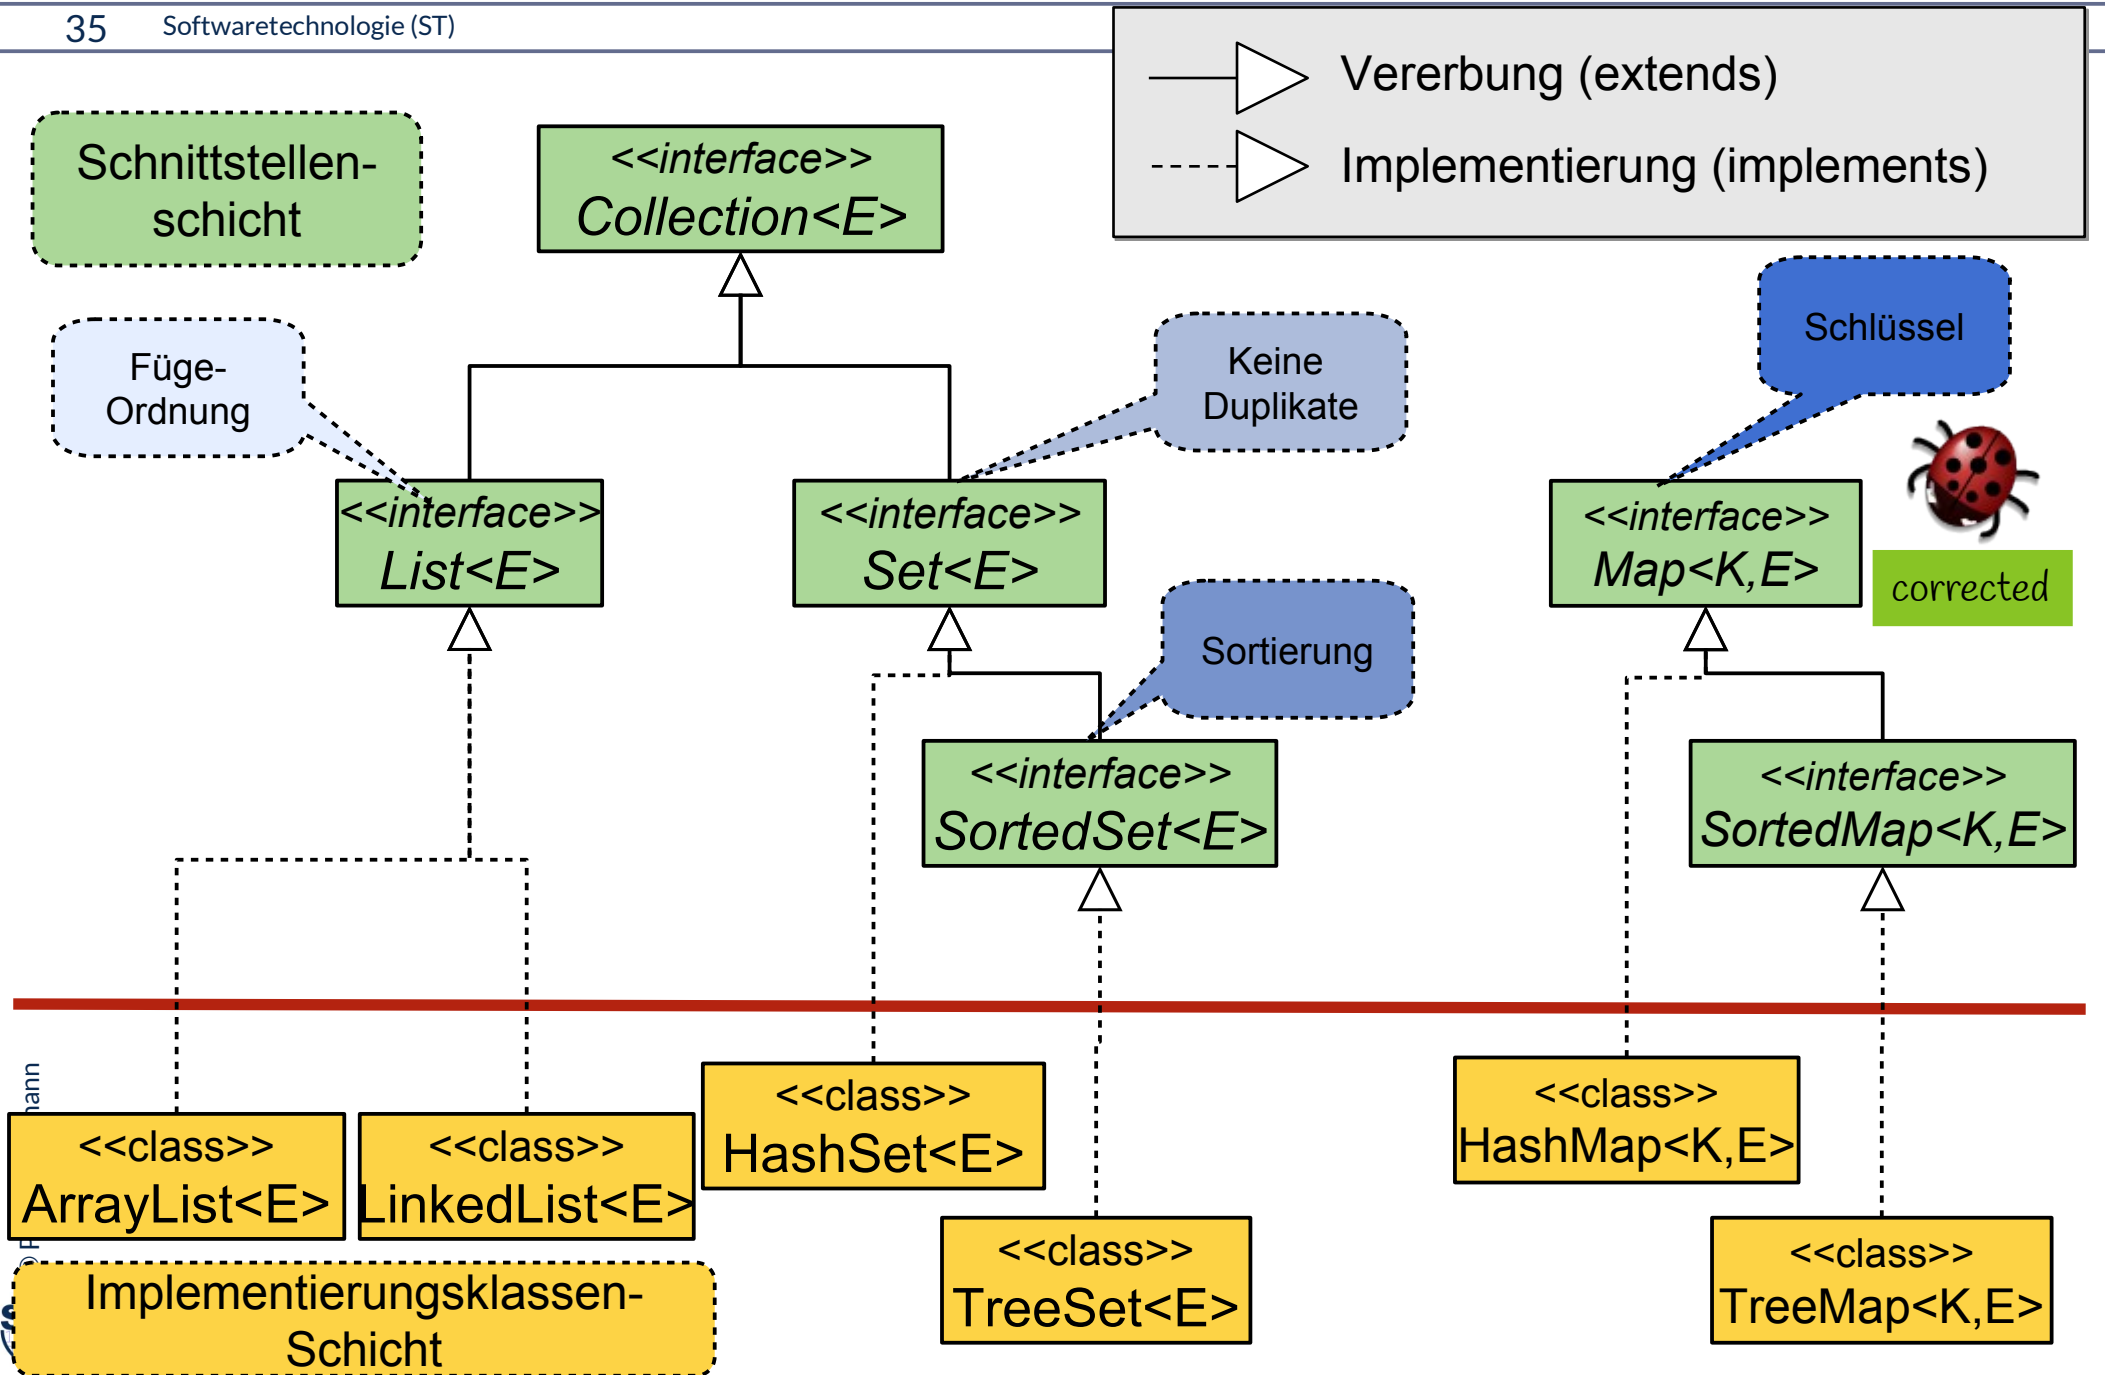 35 Softwaretechnologie (ST)
Vererbung (extends)
Implementierung (implements)
Schnittstellen-
schicht
<<interface>>
Collection<E>
Füge-
Ordnung
Keine
Duplikate
Schlüssel
<<interface>>
List<E>
<<interface>>
Set<E>
<<interface>>
Map<K,E>
corrected
Sortierung
<<interface>>
SortedSet<E>
<<interface>>
SortedMap<K,E>
<<class>>
ArrayList<E>
<<class>>
LinkedList<E>
<<class>>
HashSet<E>
<<class>>
HashMap<K,E>
<<class>>
TreeSet<E>
<<class>>
TreeMap<K,E>
Implementierungsklassen-
Schicht